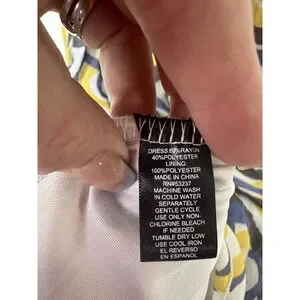 DRESS 60%RAYON
40%POLYESTER
LINING:
100%POLYESTER
MADE IN CHINA
RN#53237
MACHINE WASH
IN COLD WATER
SEPARATELY
GENTLE CYCLE
USE ONLY NON-
CHLORINE BLEACH
IF NEEDED
TUMBLE DRY LOW
USE COOL IRON
EL REVERSO
EN ESPANOL